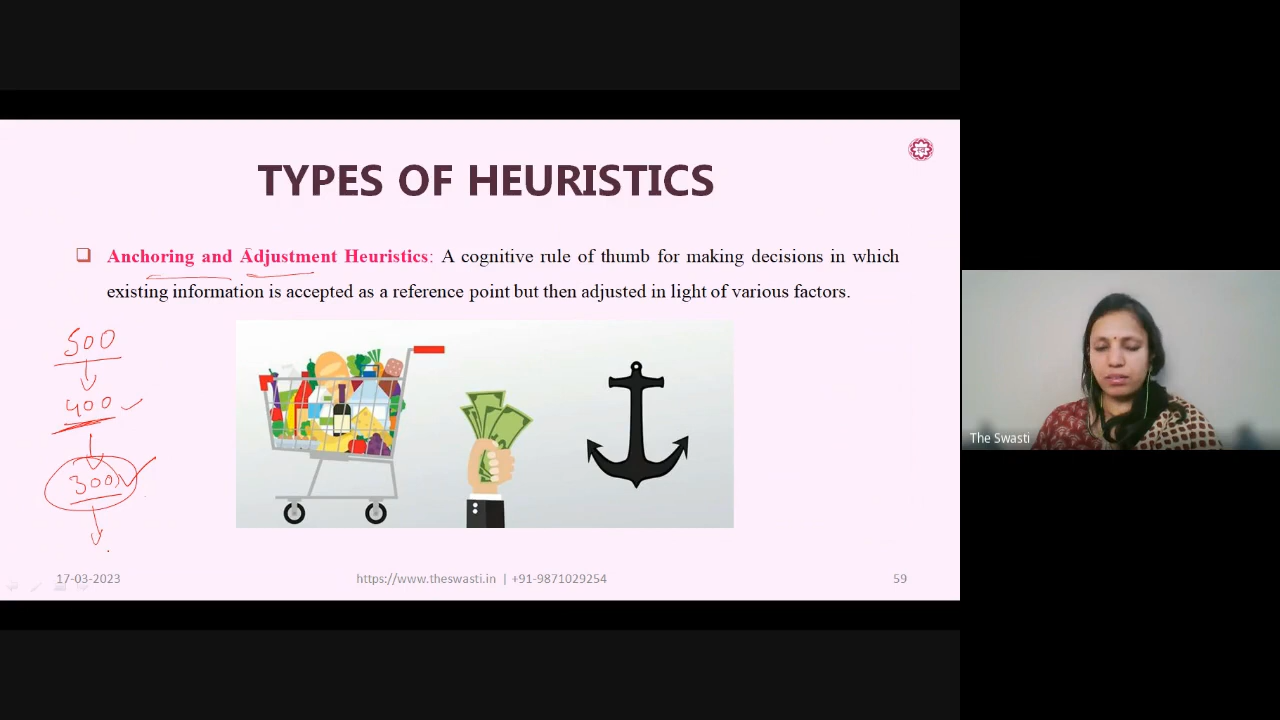 TYPES OF HEURISTICS
❑ Anchoring and Adjustment Heuristics: A cognitive rule of thumb for making decisions in which
existing information is accepted as a reference point but then adjusted in light of various factors.
500
400
300
17-03-2023 https://www.theswasti.in | +91-9871029254 59
The Swasti